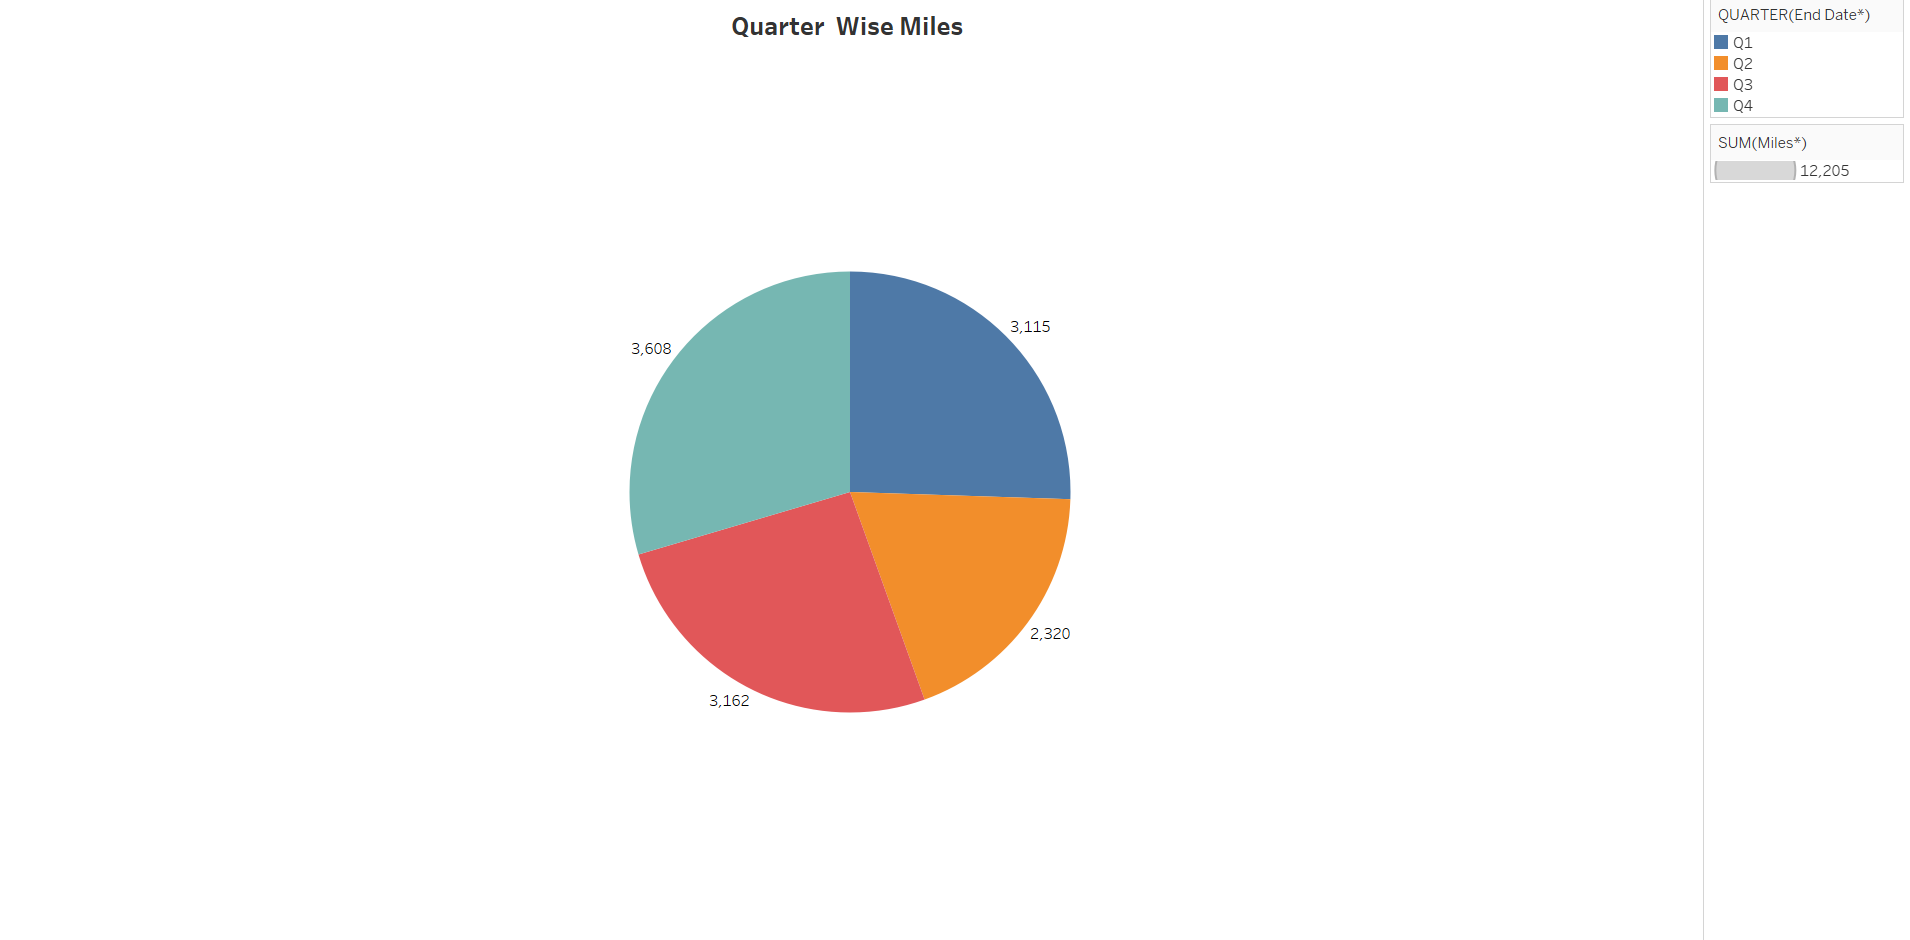 Quarter  Wise Miles
QUARTER(End Date*)
Q1
Q2
Q3
Q4
SUM(Miles*)
12,205
3,115
3,608
2,320
3,162